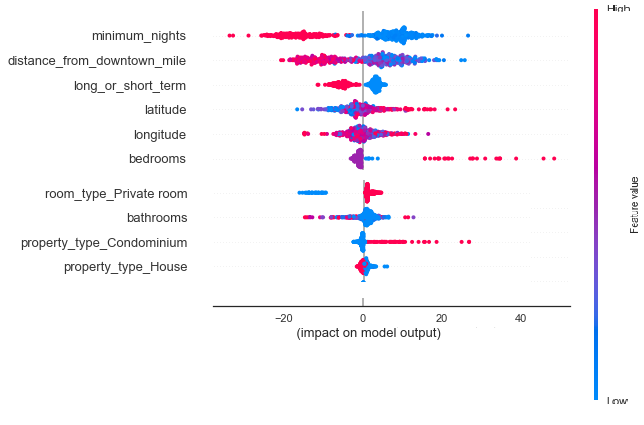 High
minimum_nights
distance_from_downtown_mile
long_or_short_term
latitude
longitude
bedrooms
room_type_Private room
bathrooms
property_type_Condominium
property_type_House
−20 0 20 40
(impact on model output)
Feature value
Low